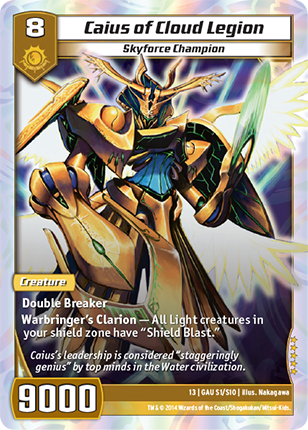 8
Caius of Cloud Legion
Skyforce Champion
Creature
Double Breaker
Warbringer's Clarion — All Light creatures in
your shield zone have "Shield Blast."
Caius's leadership is considered "staggeringly
genius" by top minds in the Water civilization.
9000
13 | GAU S1/S10 | Illus. Nakagawa
TM & © 2014 Wizards of the Coast/Shogakukan/Mitsui-Kids.